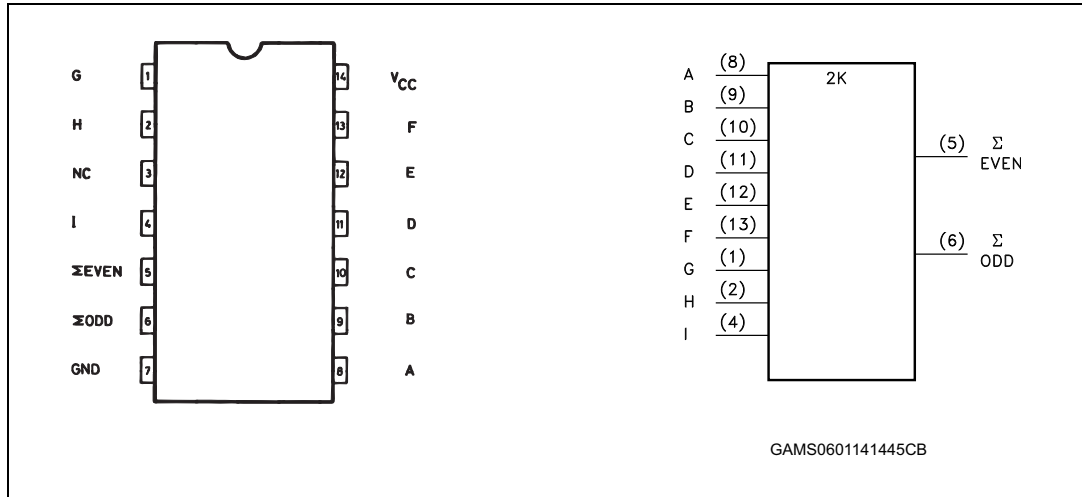 G 1 14 VCC
H 2 13 F
NC 3 12 E
I 4 11 D
ΣEVEN 5 10 C
ΣODD 6 9 B
GND 7 8 A
2K
A (8)
B (9)
C (10)
D (11)
E (12)
F (13)
G (1)
H (2)
I (4)
(5) Σ
EVEN
(6) Σ
ODD
GAMS0601141445CB